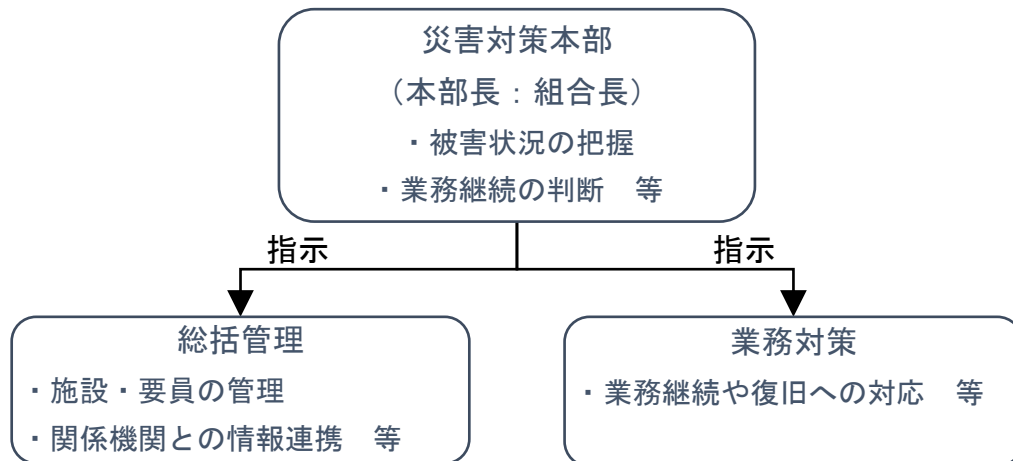 災害対策本部
（本部長：組合長）
・被害状況の把握
・業務継続の判断　等
指示
指示
総括管理
・施設・要員の管理
・関係機関との情報連携　等
業務対策
・業務継続や復旧への対応　等